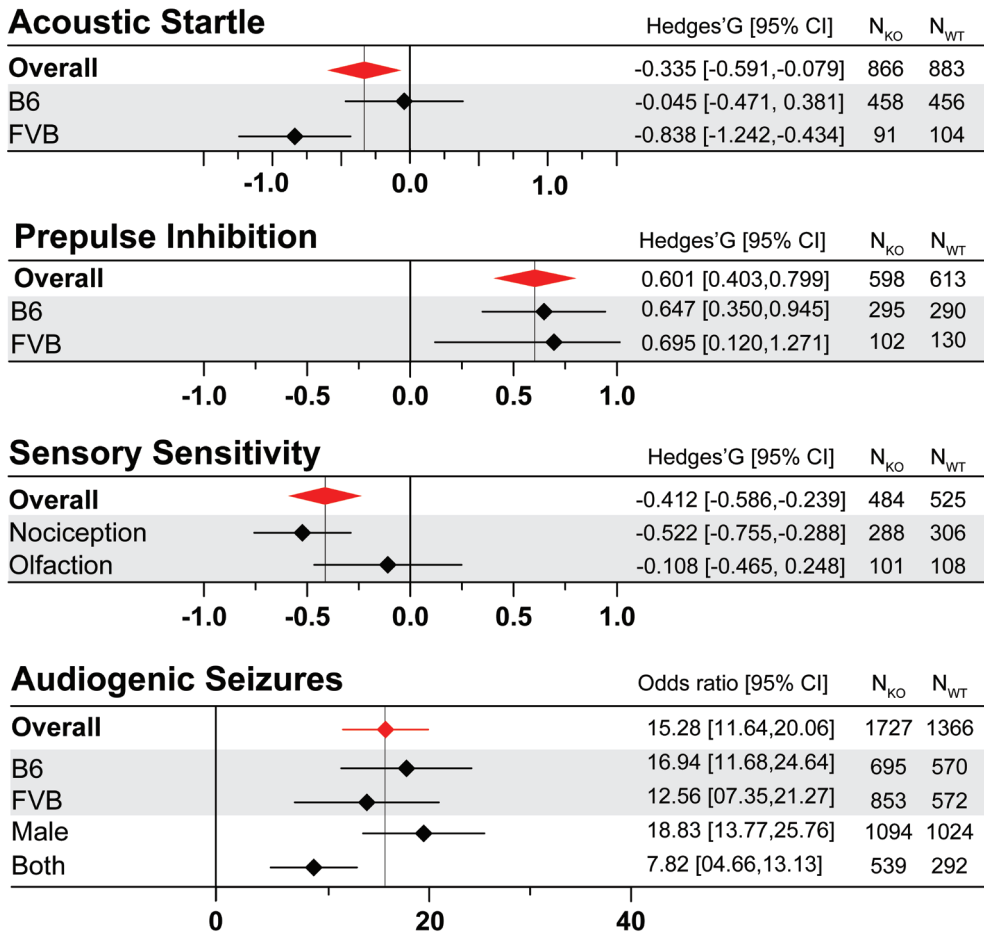 Acoustic Startle Hedges'G [95% CI] NKO NWT
Overall -0.335 [-0.591,-0.079] 866 883
B6 -0.045 [-0.471, 0.381] 458 456
FVB -0.838 [-1.242,-0.434] 91 104
-1.0 0.0 1.0
Prepulse Inhibition Hedges'G [95% CI] NKO NWT
Overall 0.601 [0.403,0.799] 598 613
B6 0.647 [0.350,0.945] 295 290
FVB 0.695 [0.120,1.271] 102 130
-1.0 -0.5 0.0 0.5 1.0
Sensory Sensitivity Hedges'G [95% CI] NKO NWT
Overall -0.412 [-0.586,-0.239] 484 525
Nociception -0.522 [-0.755,-0.288] 288 306
Olfaction -0.108 [-0.465, 0.248] 101 108
-1.0 -0.5 0.0 0.5 1.0
Audiogenic Seizures Odds ratio [95% CI] NKO NWT
Overall 15.28 [11.64,20.06] 1727 1366
B6 16.94 [11.68,24.64] 695 570
FVB 12.56 [07.35,21.27] 853 572
Male 18.83 [13.77,25.76] 1094 1024
Both 7.82 [04.66,13.13] 539 292
0 20 40